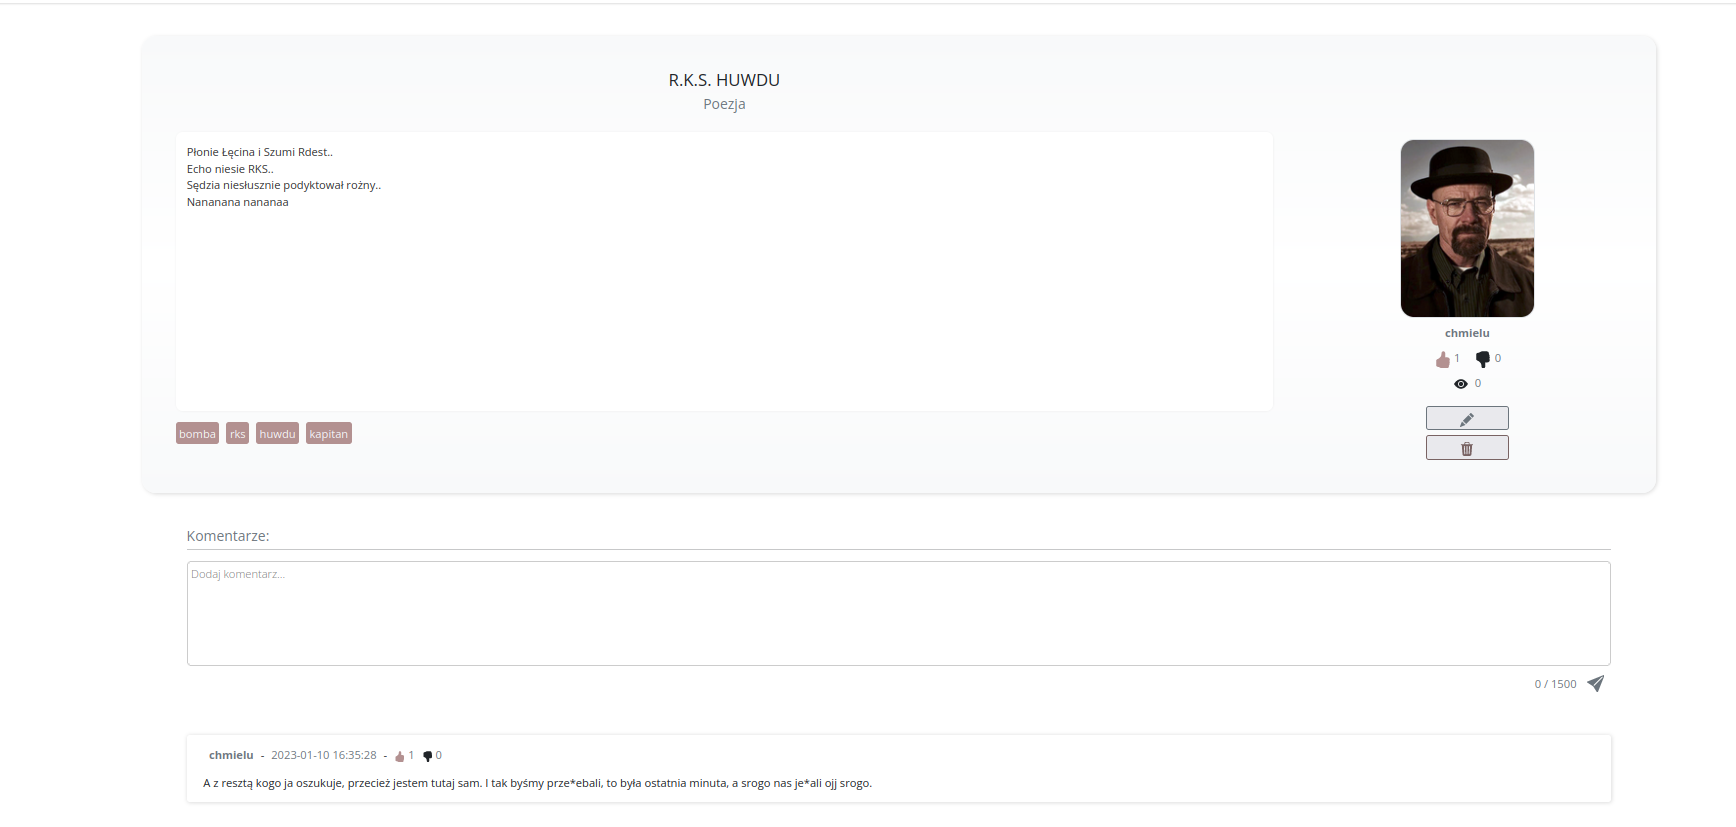 R.K.S. HUWDU
Poezja
Płonie Łęcina i Szumi Rdest..
Echo niesie RKS..
Sędzia niesłusznie podyktował rożny..
Nananana nananaa
chmielu
1 0
0
bomba rks huwdu kapitan
Komentarze:
Dodaj komentarz...
0 / 1500
chmielu - 2023-01-10 16:35:28 - 1 0
A z resztą kogo ja oszukuje, przecież jestem tutaj sam. I tak byśmy prze*ebali, to była ostatnia minuta, a srogo nas je*ali ojj srogo.